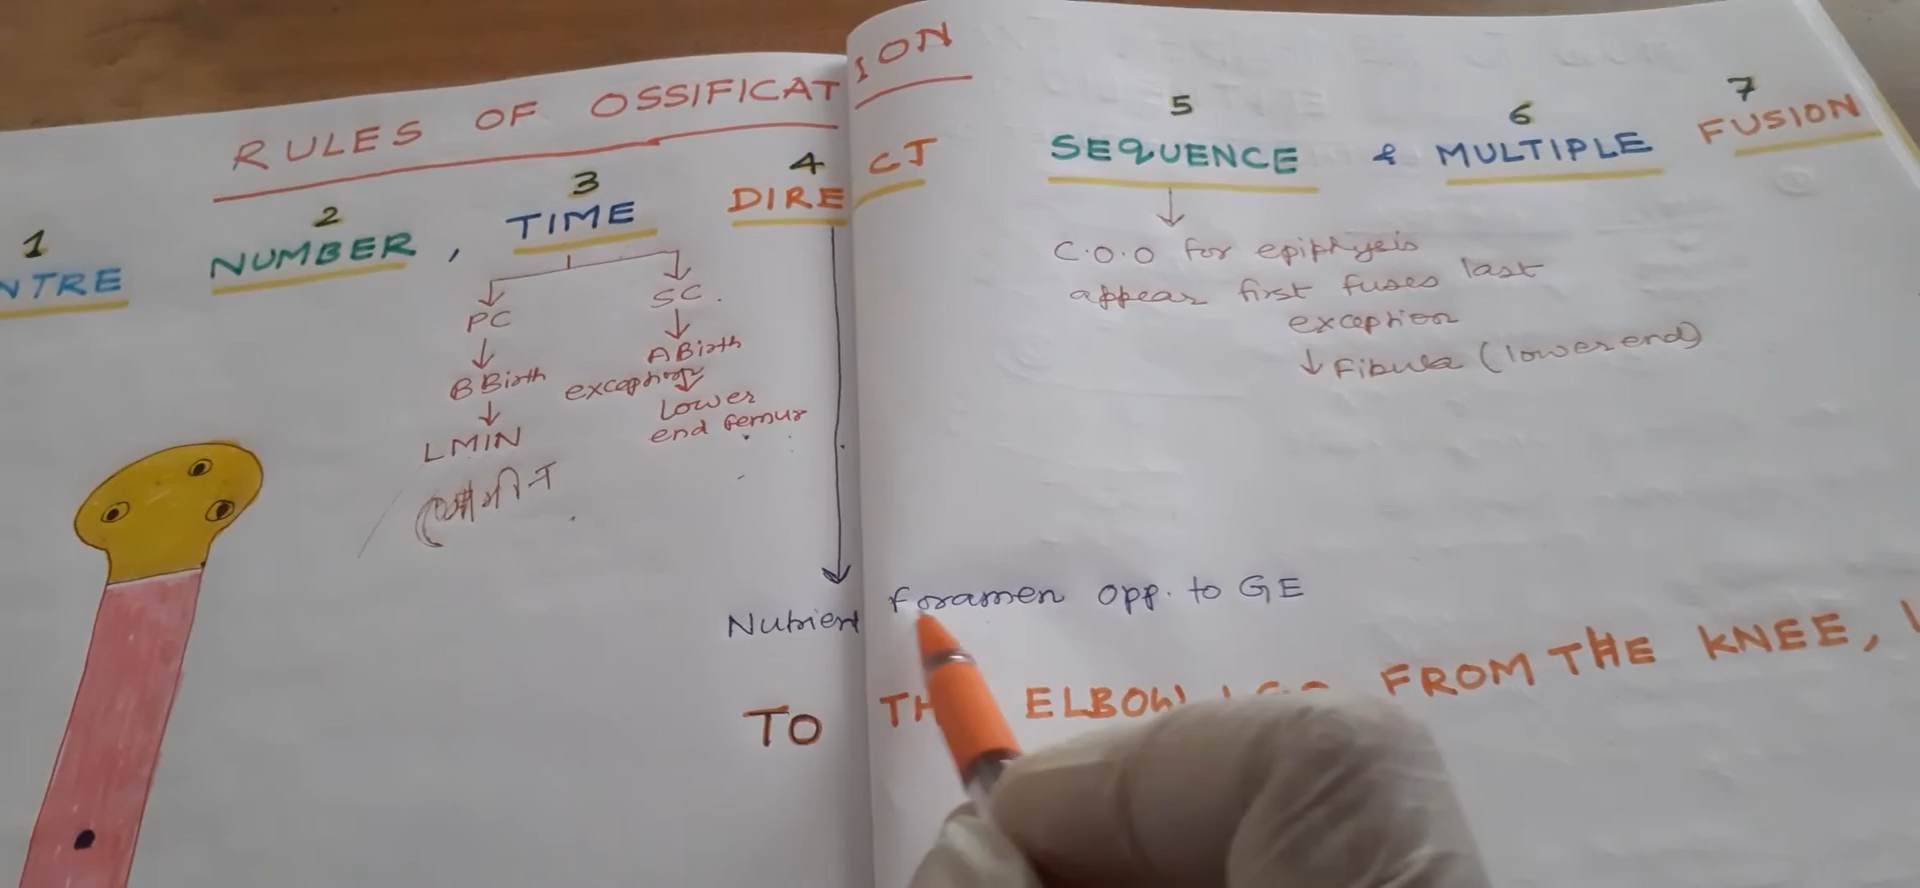 RULES OF OSSIFICATION
1 2 3 4 5 6 7
NTRE NUMBER, TIME DIRECT SEQUENCE & MULTIPLE FUSION
PC SC.
B Birth
LMIN
A Birth
exception
Lower
end femur
C.O.O for epiphysis
appear first fuses last
exception
Fibula (lower end)
Nutrient foramen opp. to GE
TO TH ELBOW FROM THE KNEE,